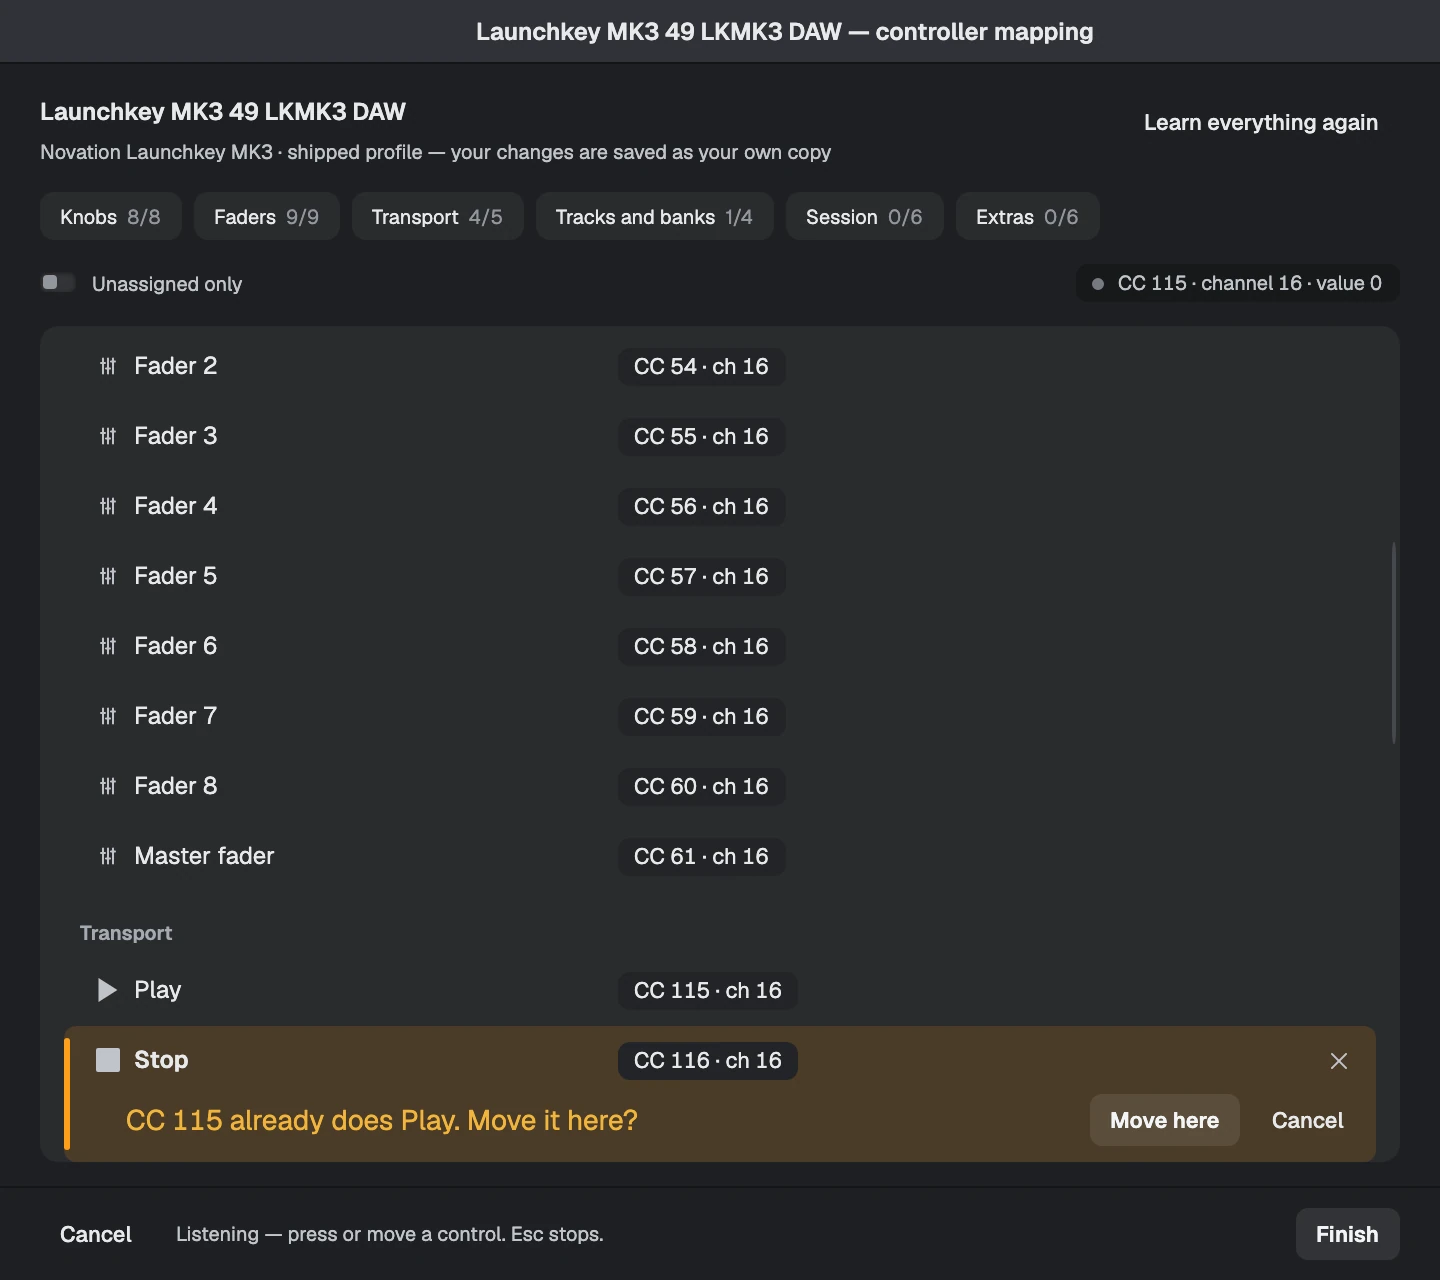 Launchkey MK3 49 LKMK3 DAW — controller mapping
Launchkey MK3 49 LKMK3 DAW
Learn everything again
Novation Launchkey MK3 · shipped profile — your changes are saved as your own copy
Knobs 8/8 Faders 9/9 Transport 4/5 Tracks and banks 1/4 Session 0/6 Extras 0/6
Unassigned only
CC 115 · channel 16 · value 0
Fader 2 CC 54 · ch 16
Fader 3 CC 55 · ch 16
Fader 4 CC 56 · ch 16
Fader 5 CC 57 · ch 16
Fader 6 CC 58 · ch 16
Fader 7 CC 59 · ch 16
Fader 8 CC 60 · ch 16
Master fader CC 61 · ch 16
Transport
Play CC 115 · ch 16
Stop CC 116 · ch 16
CC 115 already does Play. Move it here? Move here Cancel
Cancel Listening — press or move a control. Esc stops. Finish